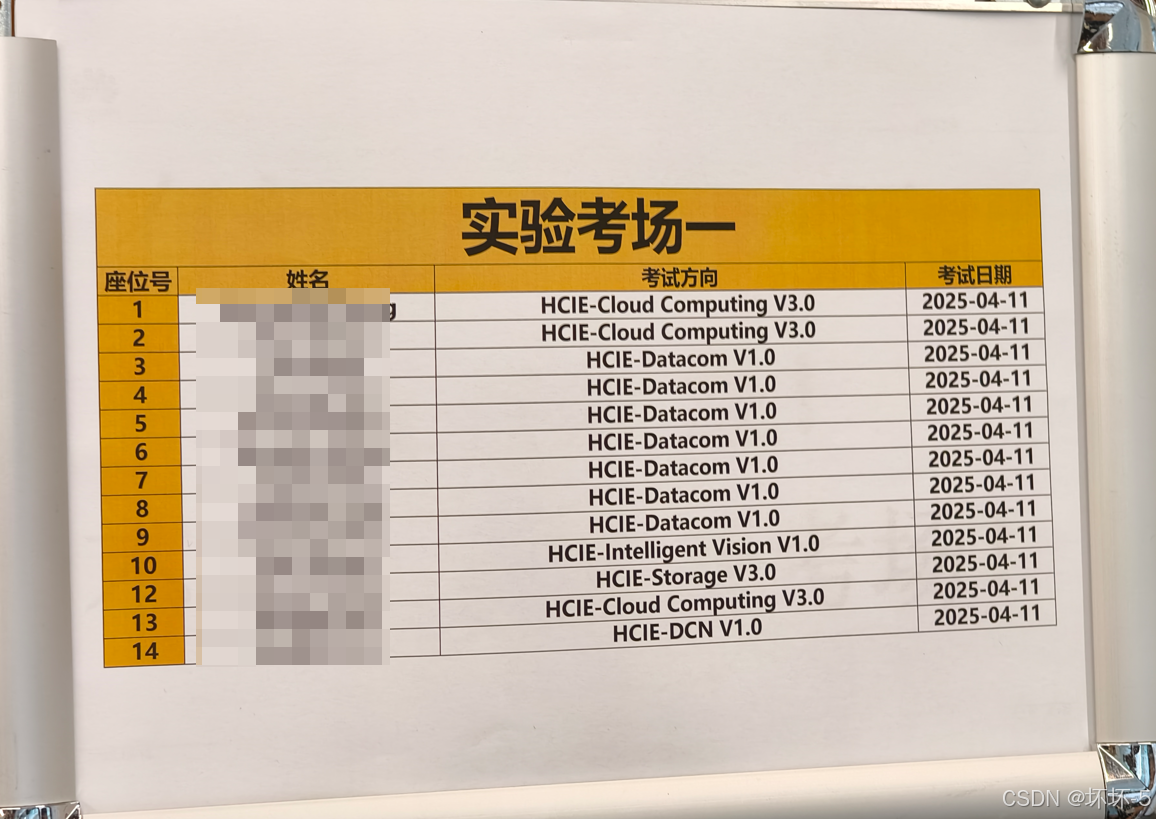 实验考场一
座位号 姓名 考试方向 考试日期
1 HCIE-Cloud Computing V3.0 2025-04-11
2 HCIE-Cloud Computing V3.0 2025-04-11
3 HCIE-Datacom V1.0 2025-04-11
4 HCIE-Datacom V1.0 2025-04-11
5 HCIE-Datacom V1.0 2025-04-11
6 HCIE-Datacom V1.0 2025-04-11
7 HCIE-Datacom V1.0 2025-04-11
8 HCIE-Datacom V1.0 2025-04-11
9 HCIE-Datacom V1.0 2025-04-11
10 HCIE-Intelligent Vision V1.0 2025-04-11
12 HCIE-Storage V3.0 2025-04-11
13 HCIE-Cloud Computing V3.0 2025-04-11
14 HCIE-DCN V1.0 2025-04-11
CSDN @坏坏-5